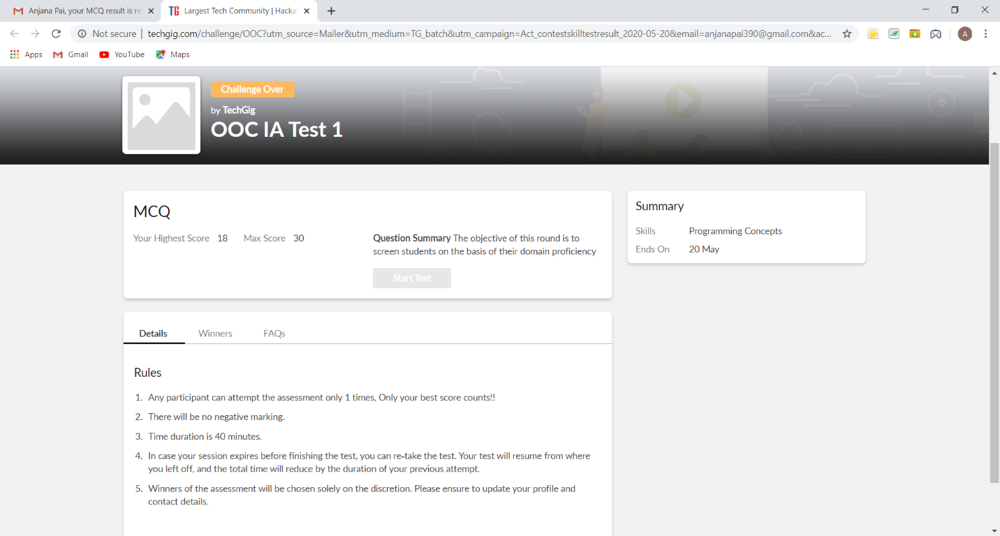 Anjana Pai, your MCQ result is re
Largest Tech Community | Hacka
Not secure | techgig.com/challenge/OOC?utm_source=Mailer&utm_medium=TG_batch&utm_campaign=Act_contestskilltestresult_2020-05-20&email=anjanapai390@gmail.com&ac...
A
Apps Gmail YouTube Maps
Challenge Over
by TechGig
OOC IA Test 1
MCQ
Your Highest Score 18 Max Score 30
Question Summary The objective of this round is to
screen students on the basis of their domain proficiency
Start Test
Summary
Skills Programming Concepts
Ends On 20 May
Details Winners FAQs
Rules
1. Any participant can attempt the assessment only 1 times, Only your best score counts!!
2. There will be no negative marking.
3. Time duration is 40 minutes.
4. In case your session expires before finishing the test, you can re-take the test. Your test will resume from where
you left off, and the total time will reduce by the duration of your previous attempt.
5. Winners of the assessment will be chosen solely on the discretion. Please ensure to update your profile and
contact details.